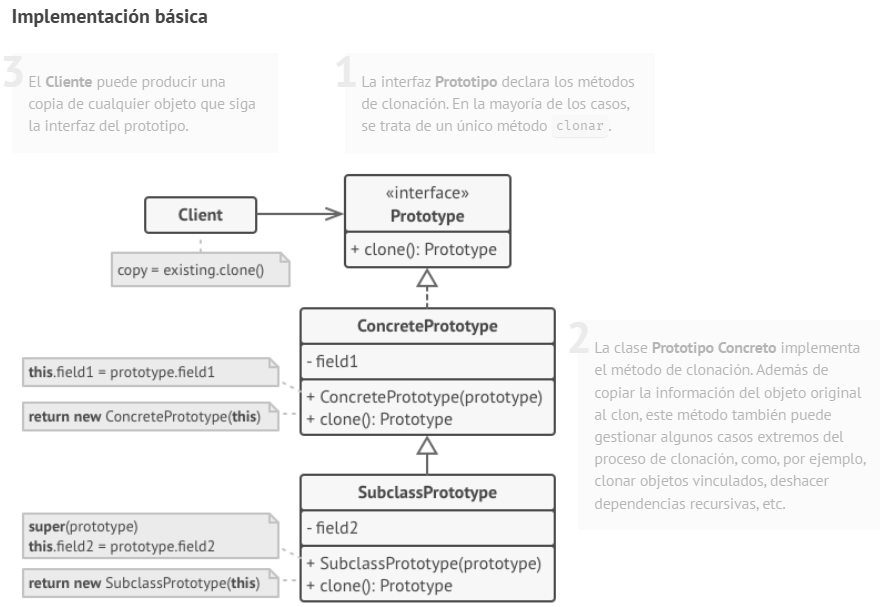 Implementación básica
3
El Cliente puede producir una
copia de cualquier objeto que siga
la interfaz del prototipo.
1
La interfaz Prototipo declara los métodos
de clonación. En la mayoría de los casos,
se trata de un único método clonar.
Client
copy = existing.clone()
«interface»
Prototype
+ clone(): Prototype
ConcretePrototype
- field1
+ ConcretePrototype(prototype)
+ clone(): Prototype
this.field1 = prototype.field1
return new ConcretePrototype(this)
2
La clase Prototipo Concreto implementa
el método de clonación. Además de
copiar la información del objeto original
al clon, este método también puede
gestionar algunos casos extremos del
proceso de clonación, como, por ejemplo,
clonar objetos vinculados, deshacer
dependencias recursivas, etc.
SubclassPrototype
- field2
+ SubclassPrototype(prototype)
+ clone(): Prototype
super(prototype)
this.field2 = prototype.field2
return new SubclassPrototype(this)